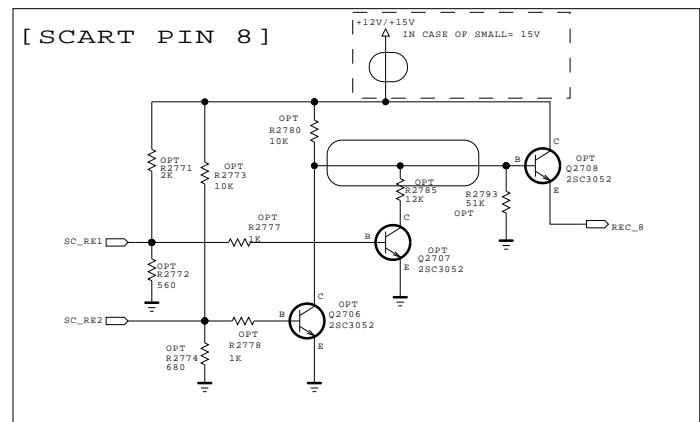 +12V/+15V
IN CASE OF SMALL= 15V
[SCART PIN 8]
OPT
R2780
10K
OPT
R2771
2K
OPT
R2773
10K
C
B
E
OPT
Q2708
2SC3052
OPT
R2785
12K
R2793
51K
OPT
REC_8
OPT
R2777
1K
SC_RE1
C
B
E
OPT
Q2707
2SC3052
OPT
R2772
560
C
B
E
OPT
Q2706
2SC3052
SC_RE2
OPT
R2774
680
OPT
R2778
1K